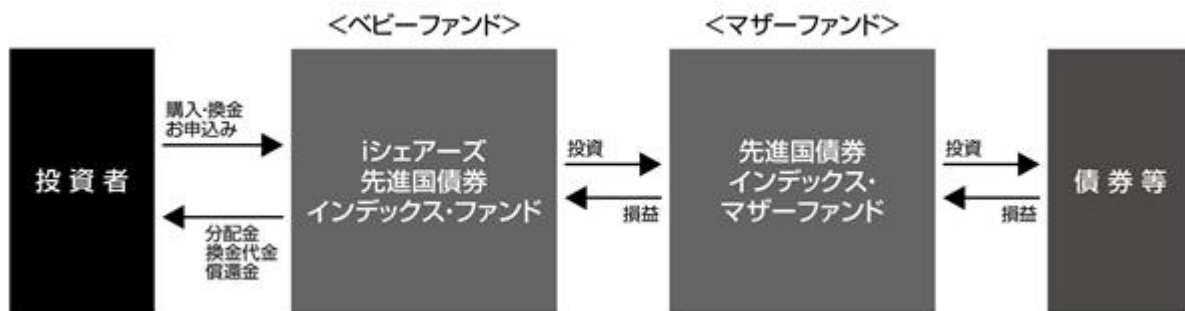 <ベビーファンド>
<マザーファンド>
投資者
購入・換金
お申込み
分配金
換金代金
償還金
iシェアーズ
先進国債券
インデックス・ファンド
投資
損益
先進国債券
インデックス・
マザーファンド
投資
損益
債券等